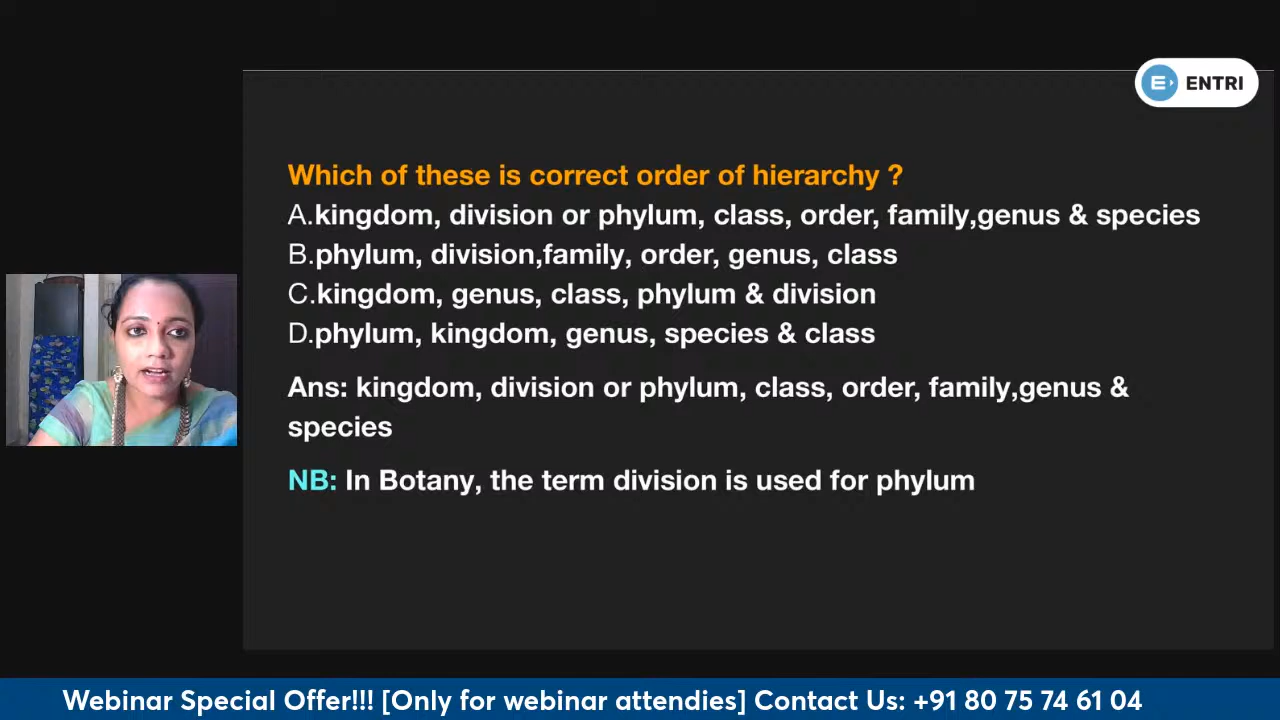 ENTRI
Which of these is correct order of hierarchy ?
A.kingdom, division or phylum, class, order, family,genus & species
B.phylum, division,family, order, genus, class
C.kingdom, genus, class, phylum & division
D.phylum, kingdom, genus, species & class
Ans: kingdom, division or phylum, class, order, family,genus &
species
NB: In Botany, the term division is used for phylum
Webinar Special Offer!!! [Only for webinar attendies] Contact Us: +91 80 75 74 61 04